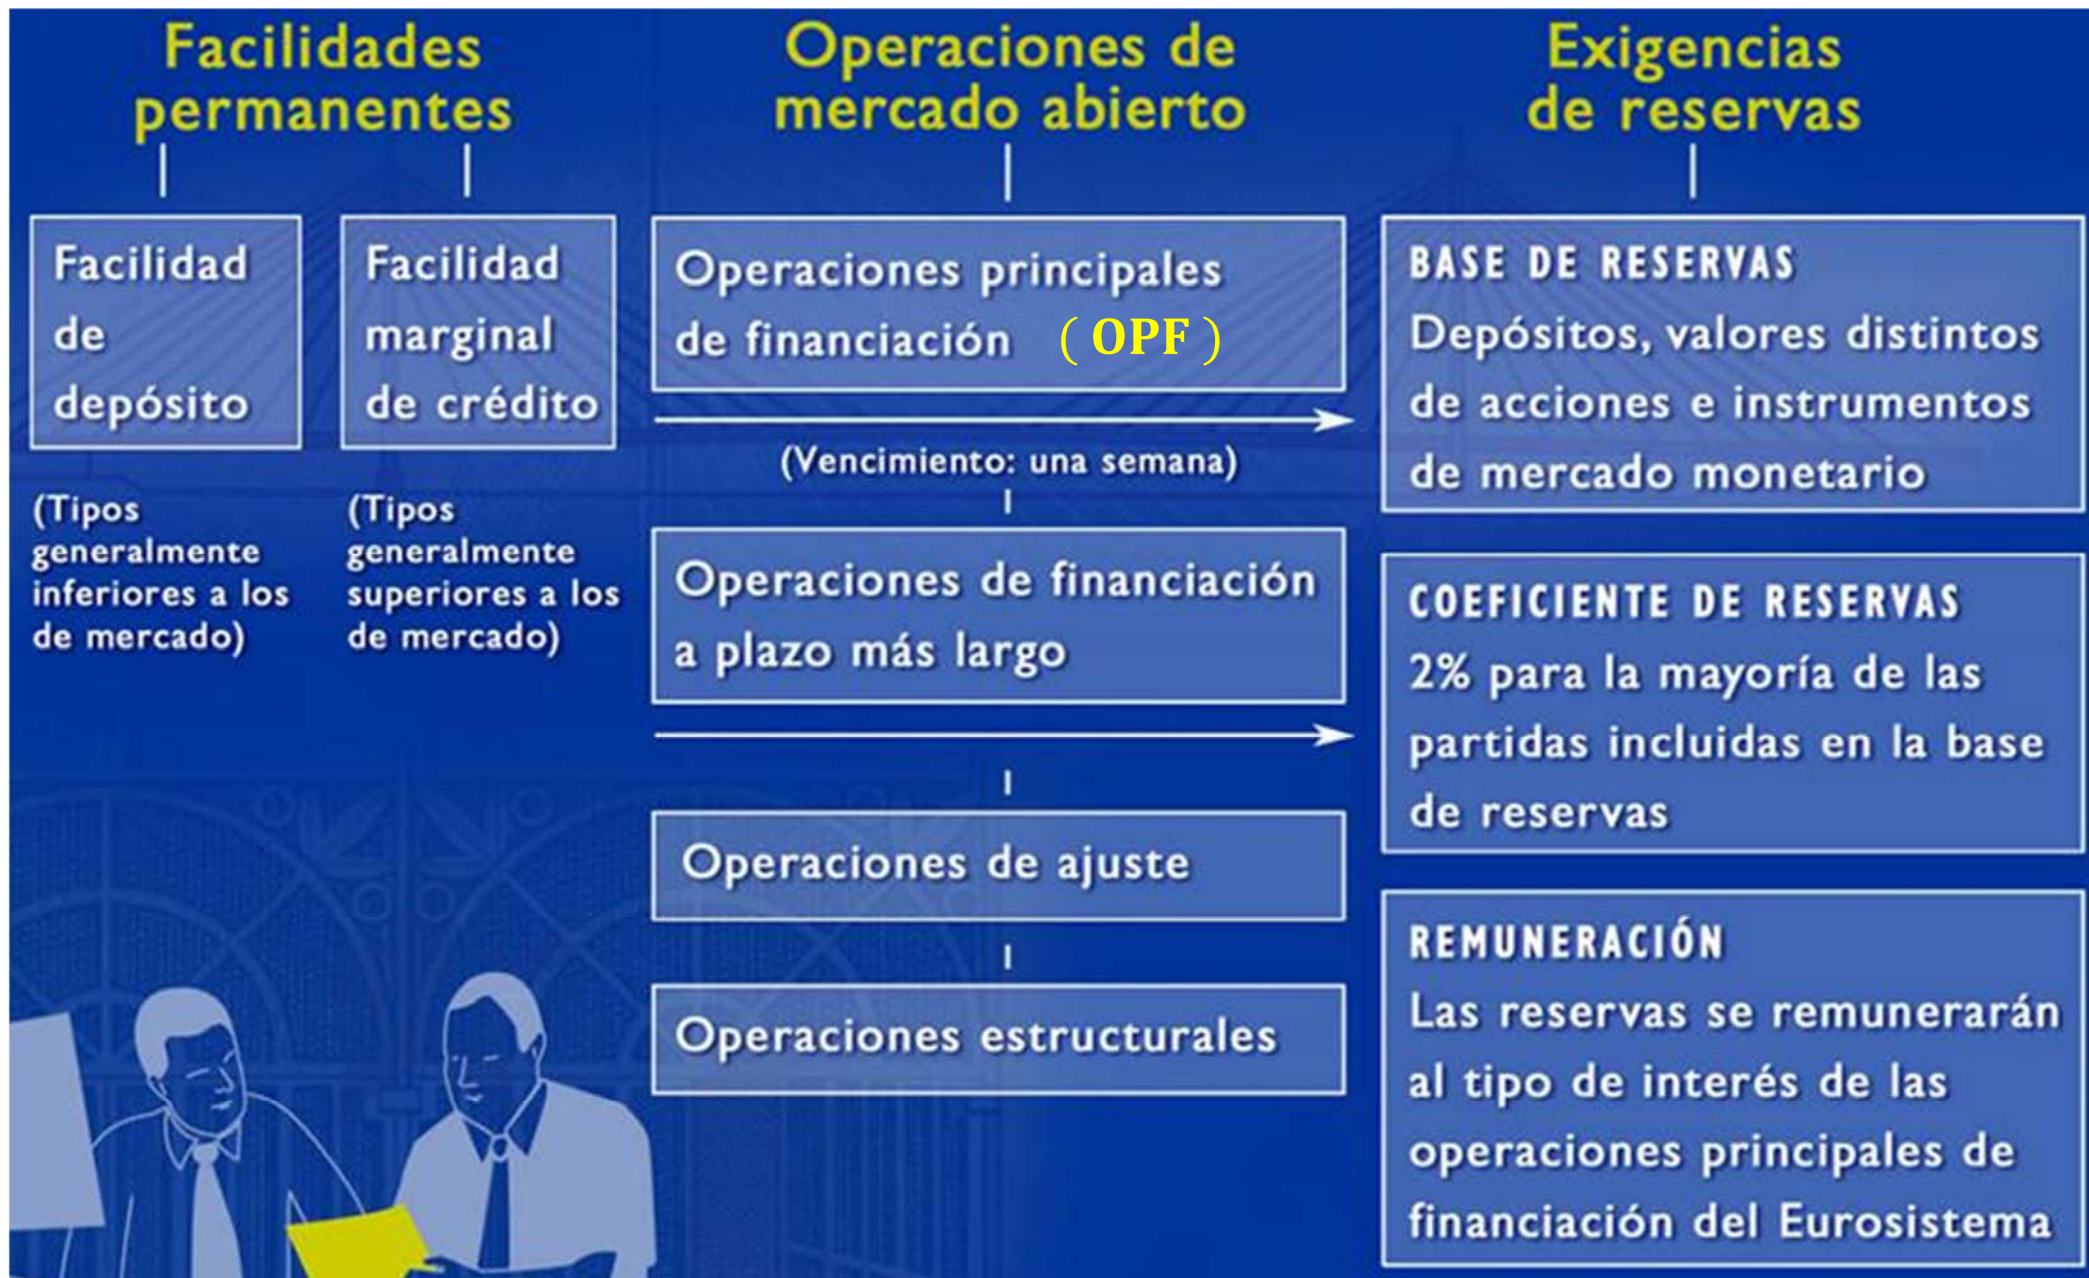 Facilidades
permanentes
Facilidad
de
depósito
(Tipos
generalmente
inferiores a los
de mercado)
Facilidad
marginal
de crédito
(Tipos
generalmente
superiores a los
de mercado)
Operaciones de
mercado abierto
Operaciones principales
de financiación ( OPF )
(Vencimiento: una semana)
Operaciones de financiación
a plazo más largo
Operaciones de ajuste
Operaciones estructurales
Exigencias
de reservas
BASE DE RESERVAS
Depósitos, valores distintos
de acciones e instrumentos
de mercado monetario
COEFICIENTE DE RESERVAS
2% para la mayoría de las
partidas incluidas en la base
de reservas
REMUNERACIÓN
Las reservas se remunerarán
al tipo de interés de las
operaciones principales de
financiación del Eurosistema